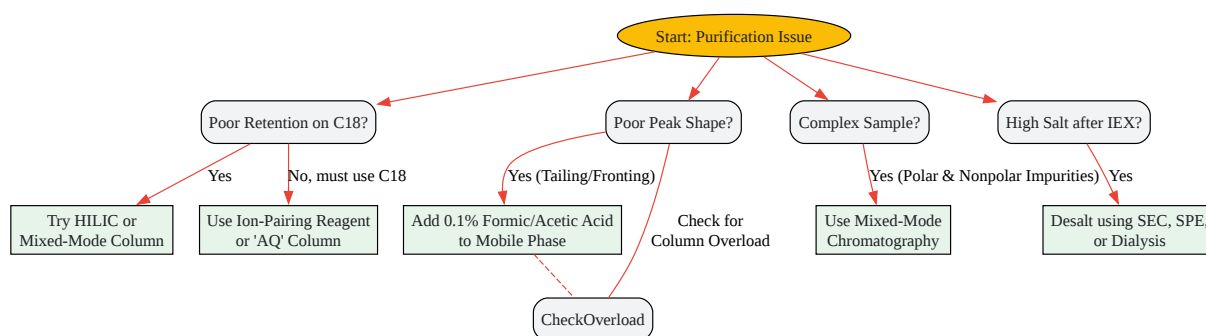 Start: Purification Issue
Poor Retention on C18?
Poor Peak Shape?
Complex Sample?
High Salt after IEX?
Yes
No, must use C18
Yes (Tailing/Fronting)
Yes (Polar & Nonpolar Impurities)
Yes
Try HILIC or
Mixed-Mode Column
Use Ion-Pairing Reagent
or 'AQ' Column
Add 0.1% Formic/Acetic Acid
to Mobile Phase
Check for
Column Overload
Use Mixed-Mode
Chromatography
Desalt using SEC, SPE,
or Dialysis
CheckOverload